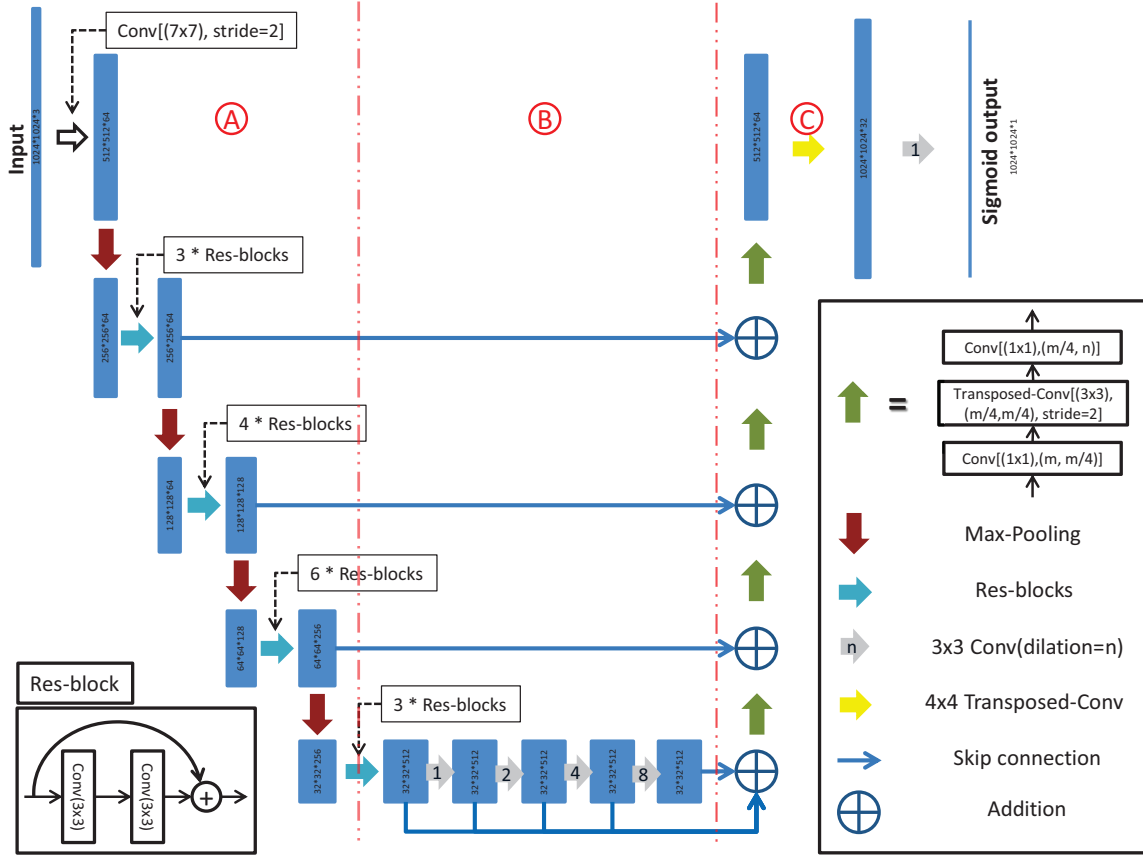 Conv[(7x7), stride=2]
Input
1024*1024*3
512*512*64
A
B
C
512*512*64
1024*1024*32
1
Sigmoid output
1024*1024*1
3 * Res-blocks
256*256*64
256*256*64
4 * Res-blocks
128*128*64
128*128*128
6 * Res-blocks
64*64*128
64*64*256
3 * Res-blocks
32*32*256
32*32*512
1
32*32*512
2
32*32*512
4
32*32*512
8
32*32*512
Res-block
Conv(3x3)
Conv(3x3)
+
=
Conv[(1x1),(m/4, n)]
Transposed-Conv[(3x3),
(m/4,m/4), stride=2]
Conv[(1x1),(m, m/4)]
Max-Pooling
Res-blocks
n
3x3 Conv(dilation=n)
4x4 Transposed-Conv
Skip connection
Addition